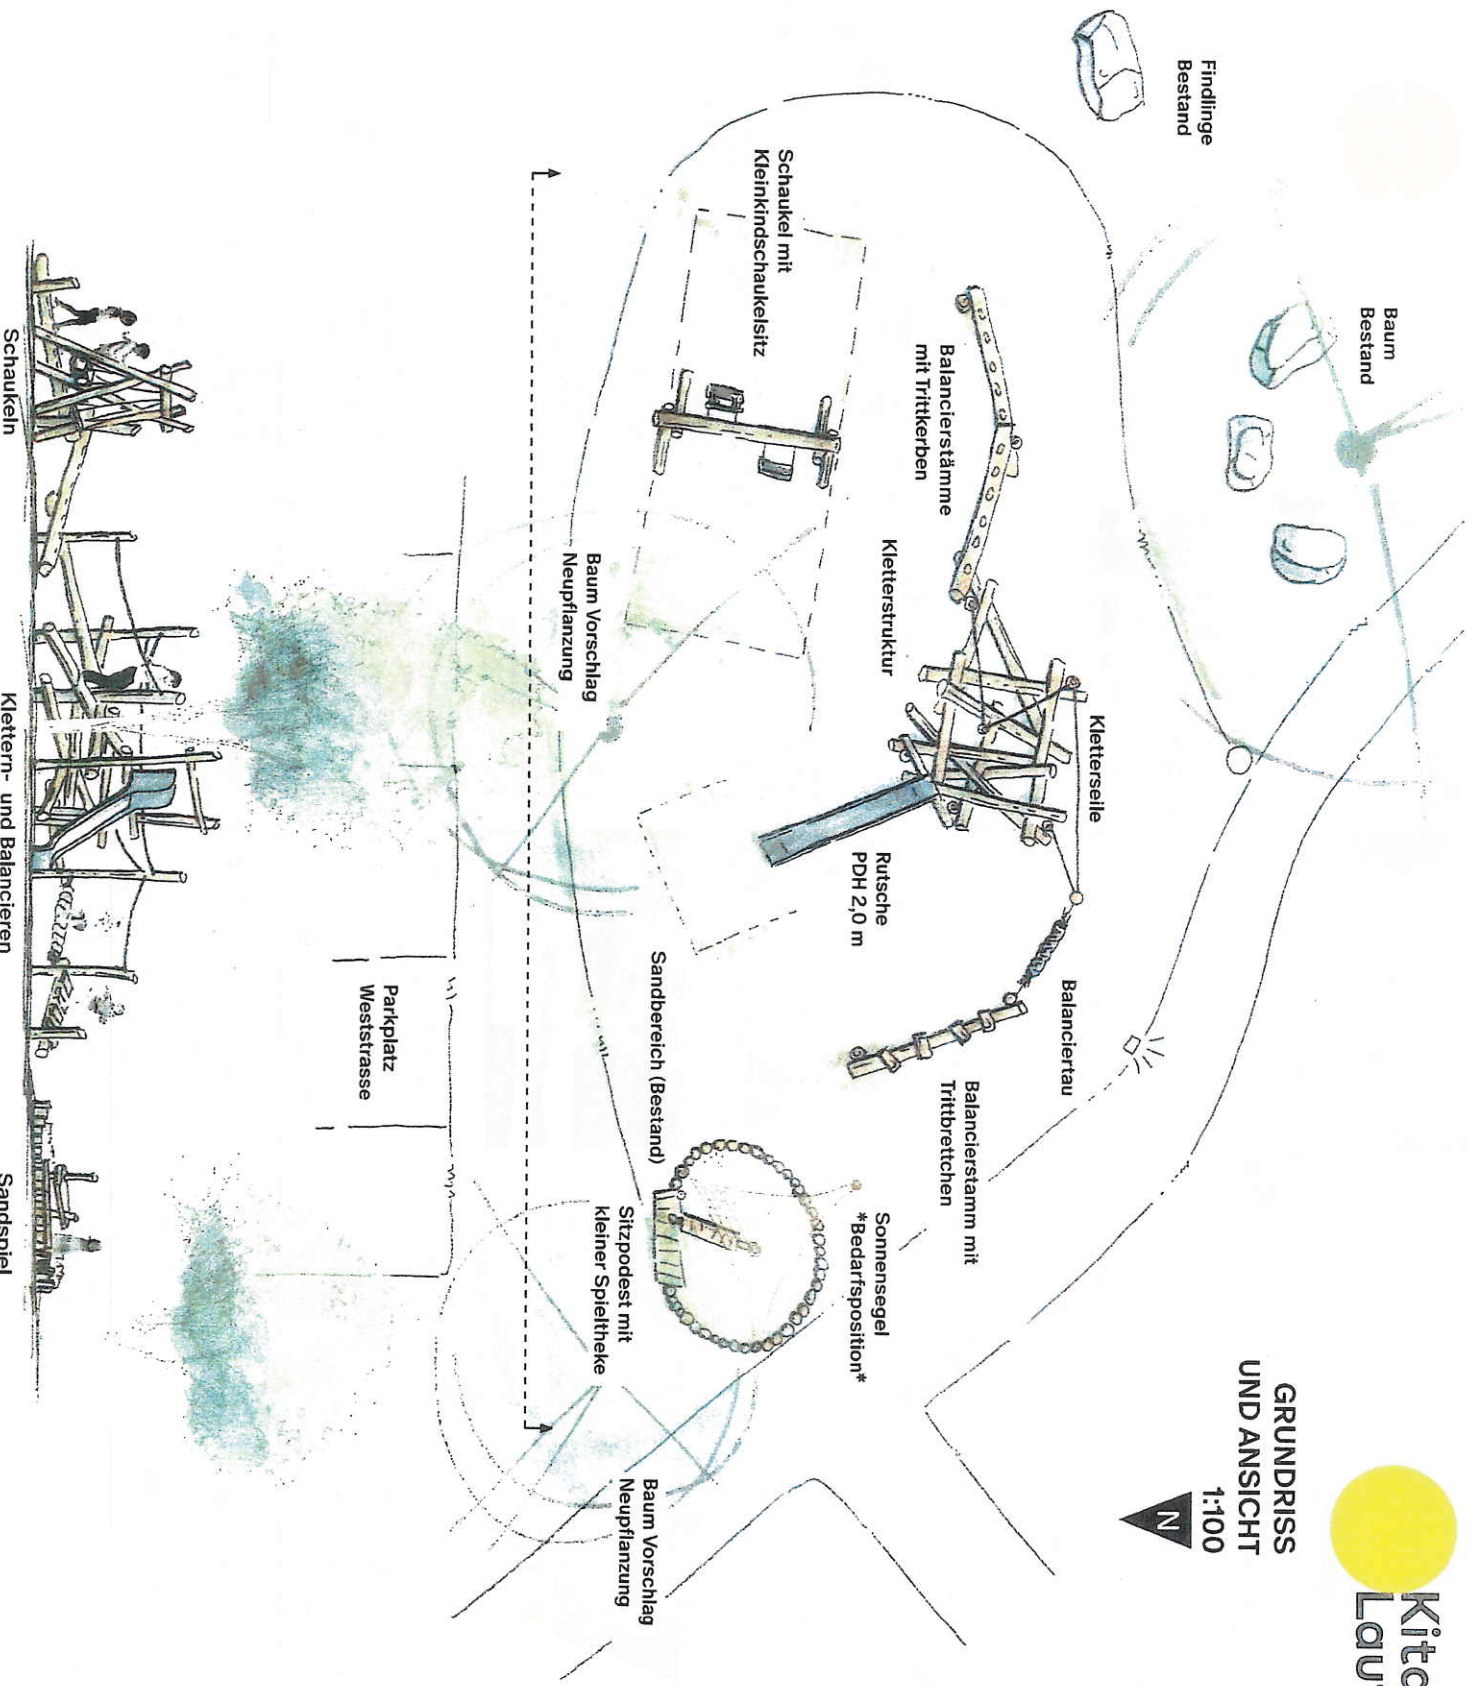 GRUNDRISS
UND ANSICHT
1:100
N
Baum
Bestand
Findlinge
Bestand
Kletterseile
Balanciertau
Balancierstämme
mit Trittkerben
Balancierstamm mit
Trittbrettchen
Kletterstruktur
Rutsche
PDH 2,0 m
Sonnensegel
*Bedarfsposition*
Schaukel mit
Kleinkindschaukelsitz
Sandbereich (Bestand)
Baum Vorschlag
Neupflanzung
Sitzpodest mit
kleiner Spieltheke
Baum Vorschlag
Neupflanzung
Parkplatz
Weststrasse
Schaukeln
Klettern- und Balancieren
Sandspiel